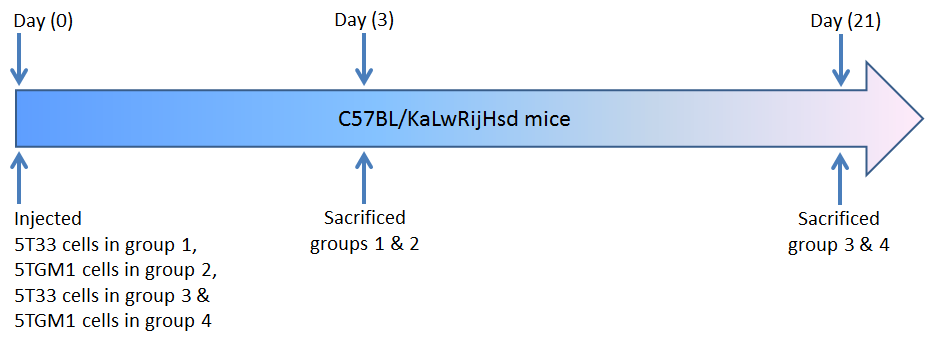 Day (0)
Day (3)
Day (21)
C57BL/KaLwRijHsd mice
Injected
5T33 cells in group 1,
5TGM1 cells in group 2,
5T33 cells in group 3 &
5TGM1 cells in group 4
Sacrificed
groups 1 & 2
Sacrificed
group 3 & 4